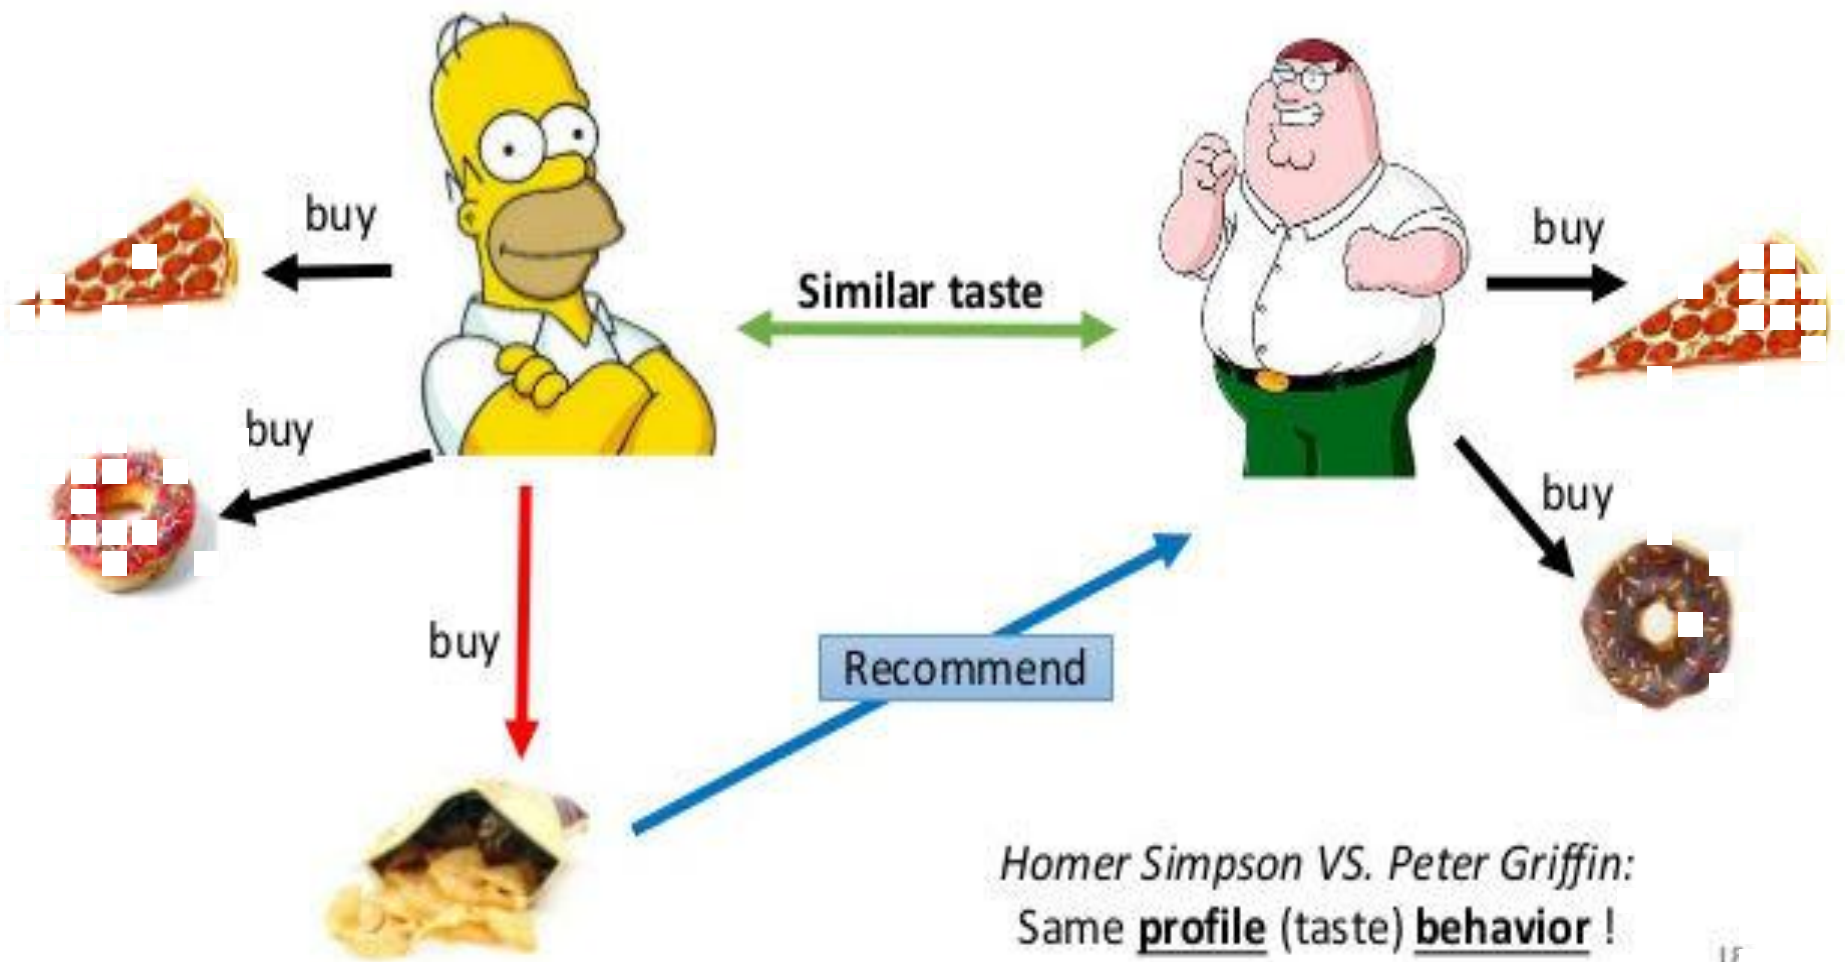 buy
buy
Similar taste
buy
buy
buy
Recommend
Homer Simpson VS. Peter Griffin:
Same profile (taste) behavior !